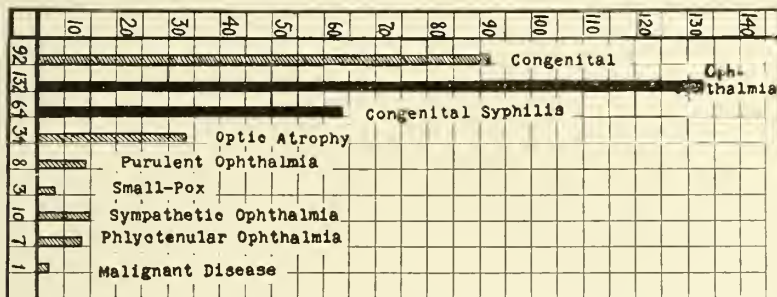 10 20 30 40 50 60 70 80 90 100 110 120 130 140
92 Congenital
132 Oph-
thalmia
64 Congenital Syphilis
34 Optic Atrophy
8 Purulent Ophthalmia
3 Small-Pox
10 Sympathetic Ophthalmia
7 Phlyctenular Ophthalmia
1 Malignant Disease